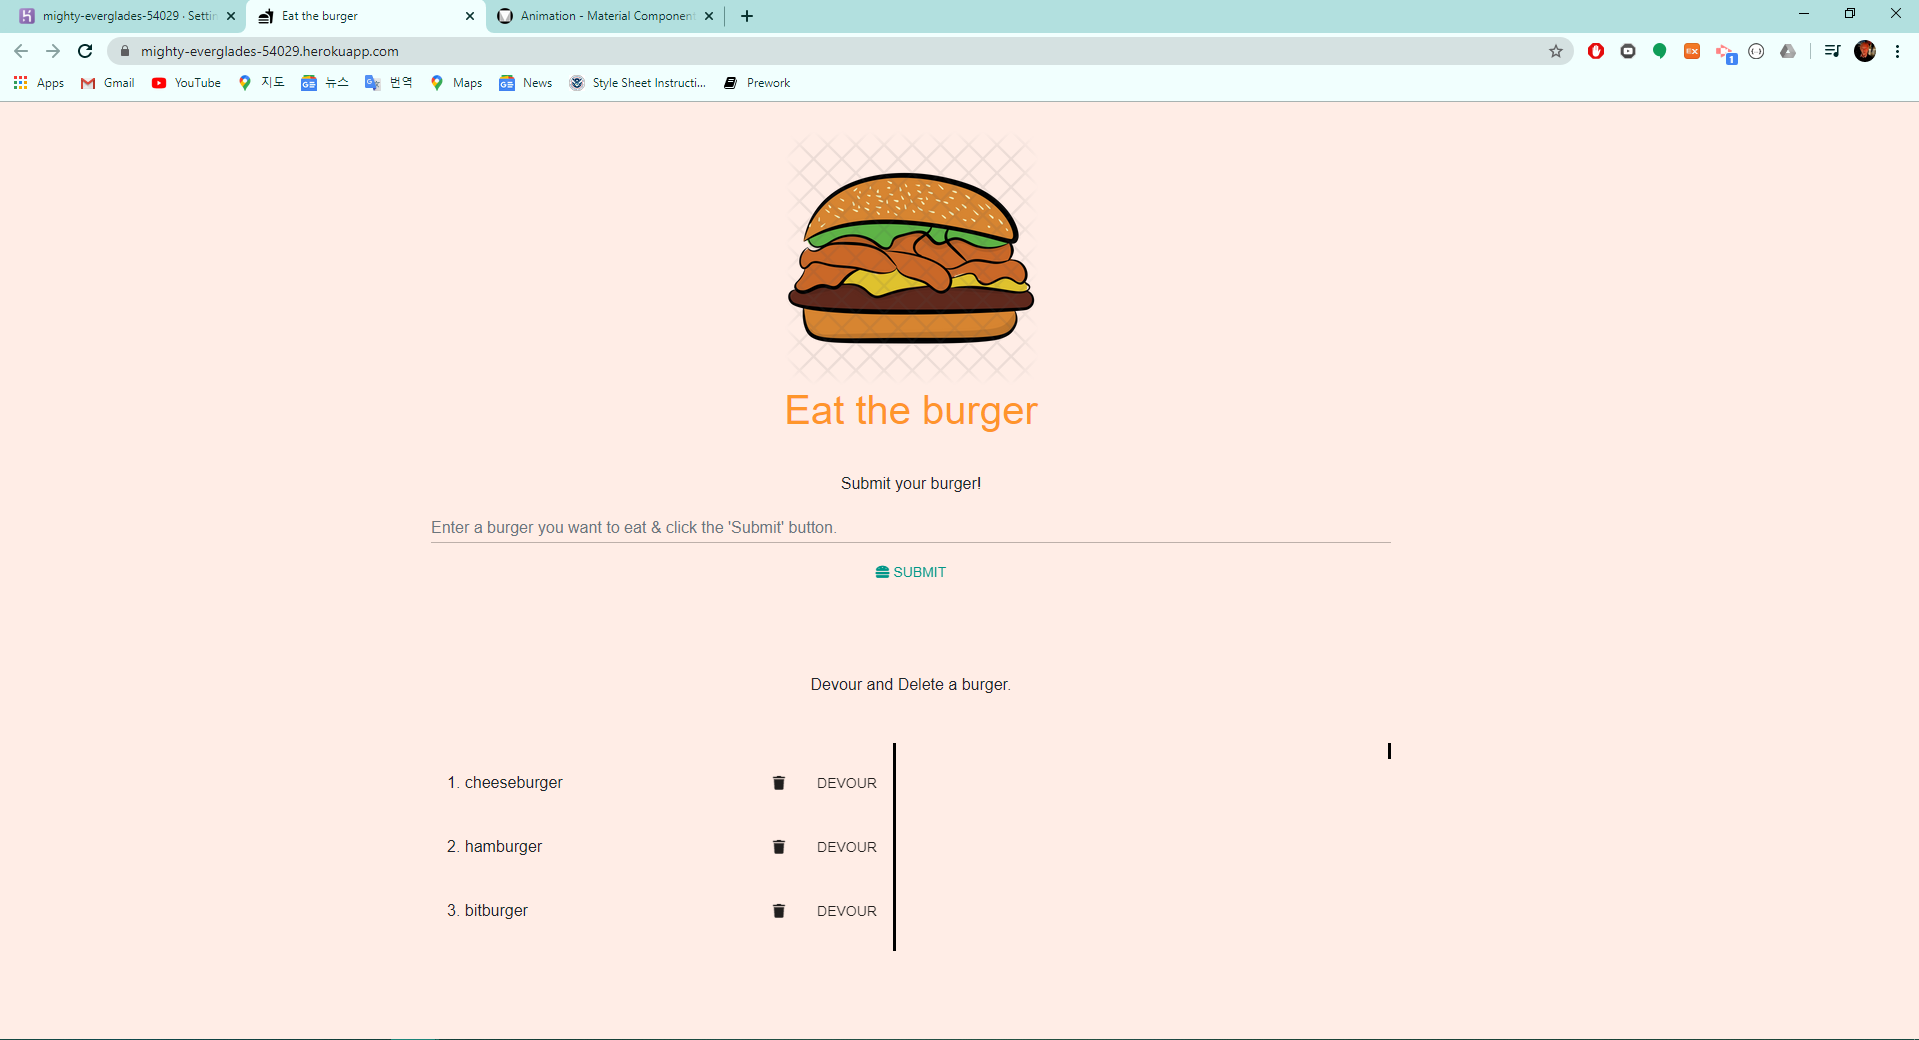 mighty-everglades-54029 · Settin
Eat the burger
Animation - Material Component
mighty-everglades-54029.herokuapp.com
Apps Gmail YouTube 지도 뉴스 번역 Maps News Style Sheet Instructi... Prework
Eat the burger
Submit your burger!
Enter a burger you want to eat & click the 'Submit' button.
SUBMIT
Devour and Delete a burger.
1. cheeseburger DEVOUR
2. hamburger DEVOUR
3. bitburger DEVOUR